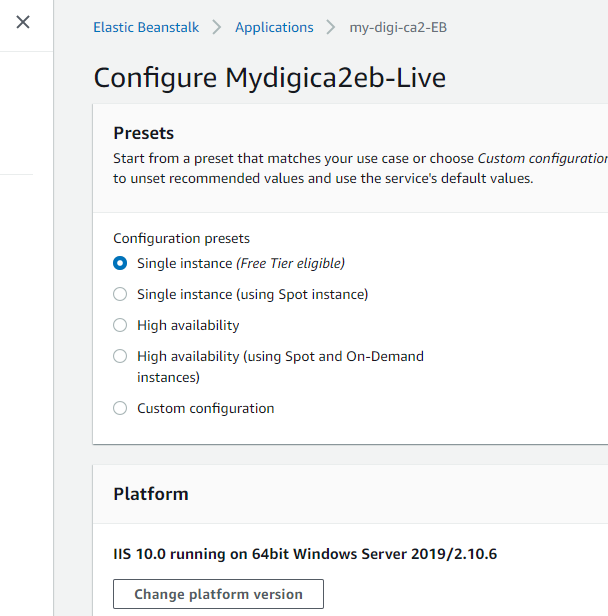 Elastic Beanstalk > Applications > my-digi-ca2-EB
Configure Mydigica2eb-Live
Presets
Start from a preset that matches your use case or choose Custom configuration
to unset recommended values and use the service's default values.
Configuration presets
Single instance (Free Tier eligible)
Single instance (using Spot instance)
High availability
High availability (using Spot and On-Demand
instances)
Custom configuration
Platform
IIS 10.0 running on 64bit Windows Server 2019/2.10.6
Change platform version